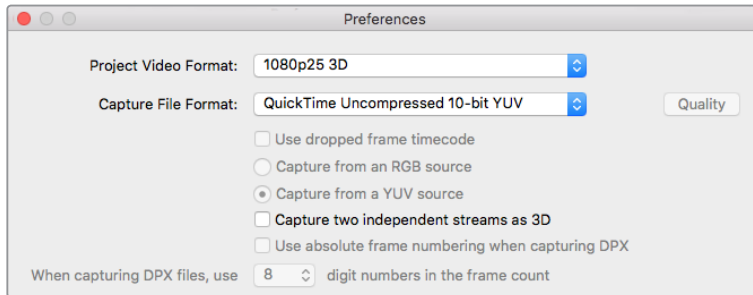 Preferences
Project Video Format: 1080p25 3D
Capture File Format: QuickTime Uncompressed 10-bit YUV Quality
Use dropped frame timecode
Capture from an RGB source
Capture from a YUV source
Capture two independent streams as 3D
Use absolute frame numbering when capturing DPX
When capturing DPX files, use 8 digit numbers in the frame count